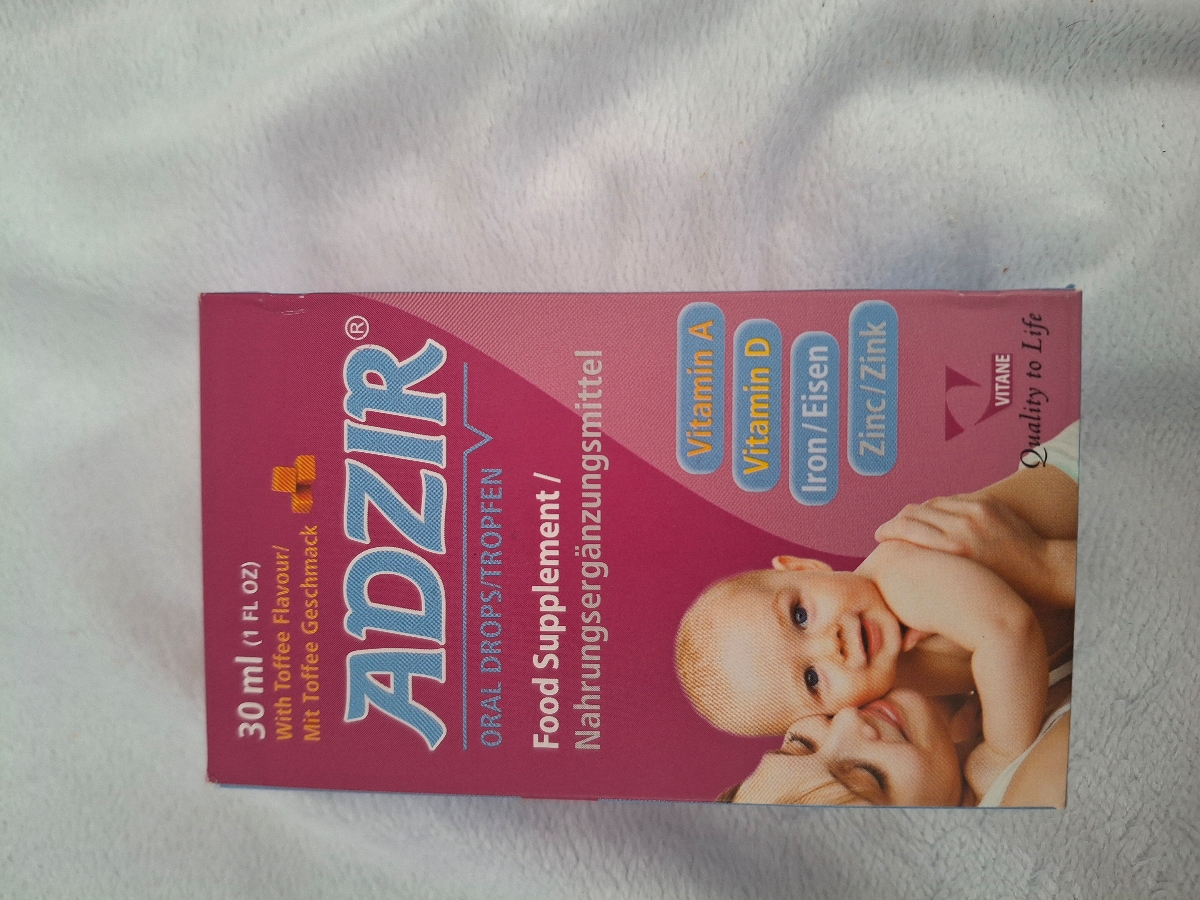 30 ml (1 FL OZ)
With Toffee Flavour/
Mit Toffee Geschmack
ADZIR®
ORAL DROPS/TROPFEN
Food Supplement /
Nahrungsergänzungsmittel
Vitamin A
Vitamin D
Iron / Eisen
Zinc / Zink
VITANE
Quality to Life